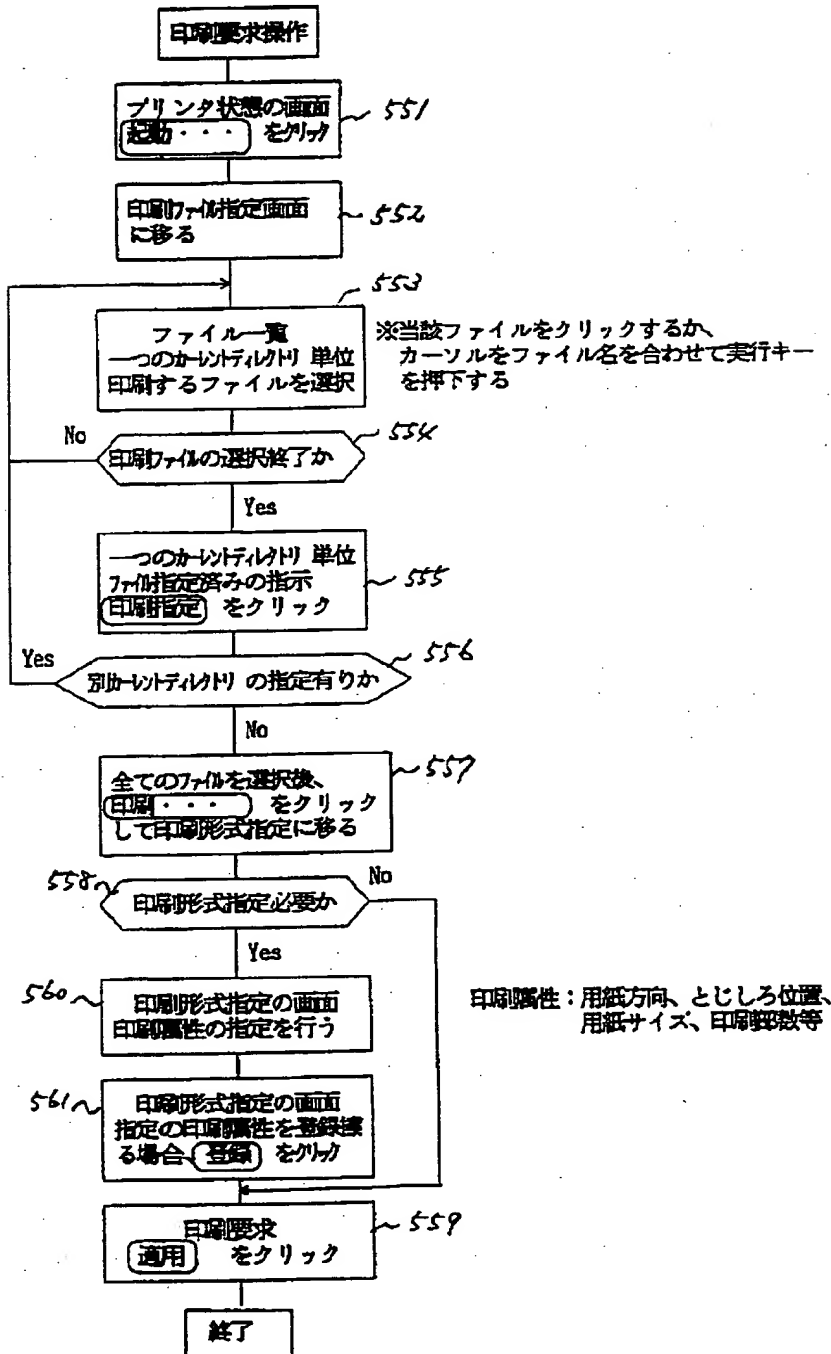 印刷要求操作
プリンタ状態の画面
起動・・・ をクリック
551
印刷ファイル指定画面
に移る
552
553
ファイル一覧
一つのカーレントディレクトリ 単位
印刷するファイルを選択
※当該ファイルをクリックするか、
カーソルをファイル名を合わせて実行キー
を押下する
No
印刷ファイルの選択終了か
554
Yes
一つのカーレントディレクトリ 単位
ファイル指定済みの指示
印刷指定 をクリック
555
Yes
別カーレントディレクトリ の指定有りか
556
No
全てのファイルを選択後、
印刷・・・ をクリック
して印刷形式指定に移る
557
558
印刷形式指定必要か
No
Yes
560
印刷形式指定の画面
印刷属性の指定を行う
印刷属性：用紙方向、とじしろ位置、
用紙サイズ、印刷部数等
561
印刷形式指定の画面
指定の印刷属性を登録擦
る場合、登録 をクリック
印刷要求
適用 をクリック
559
終了